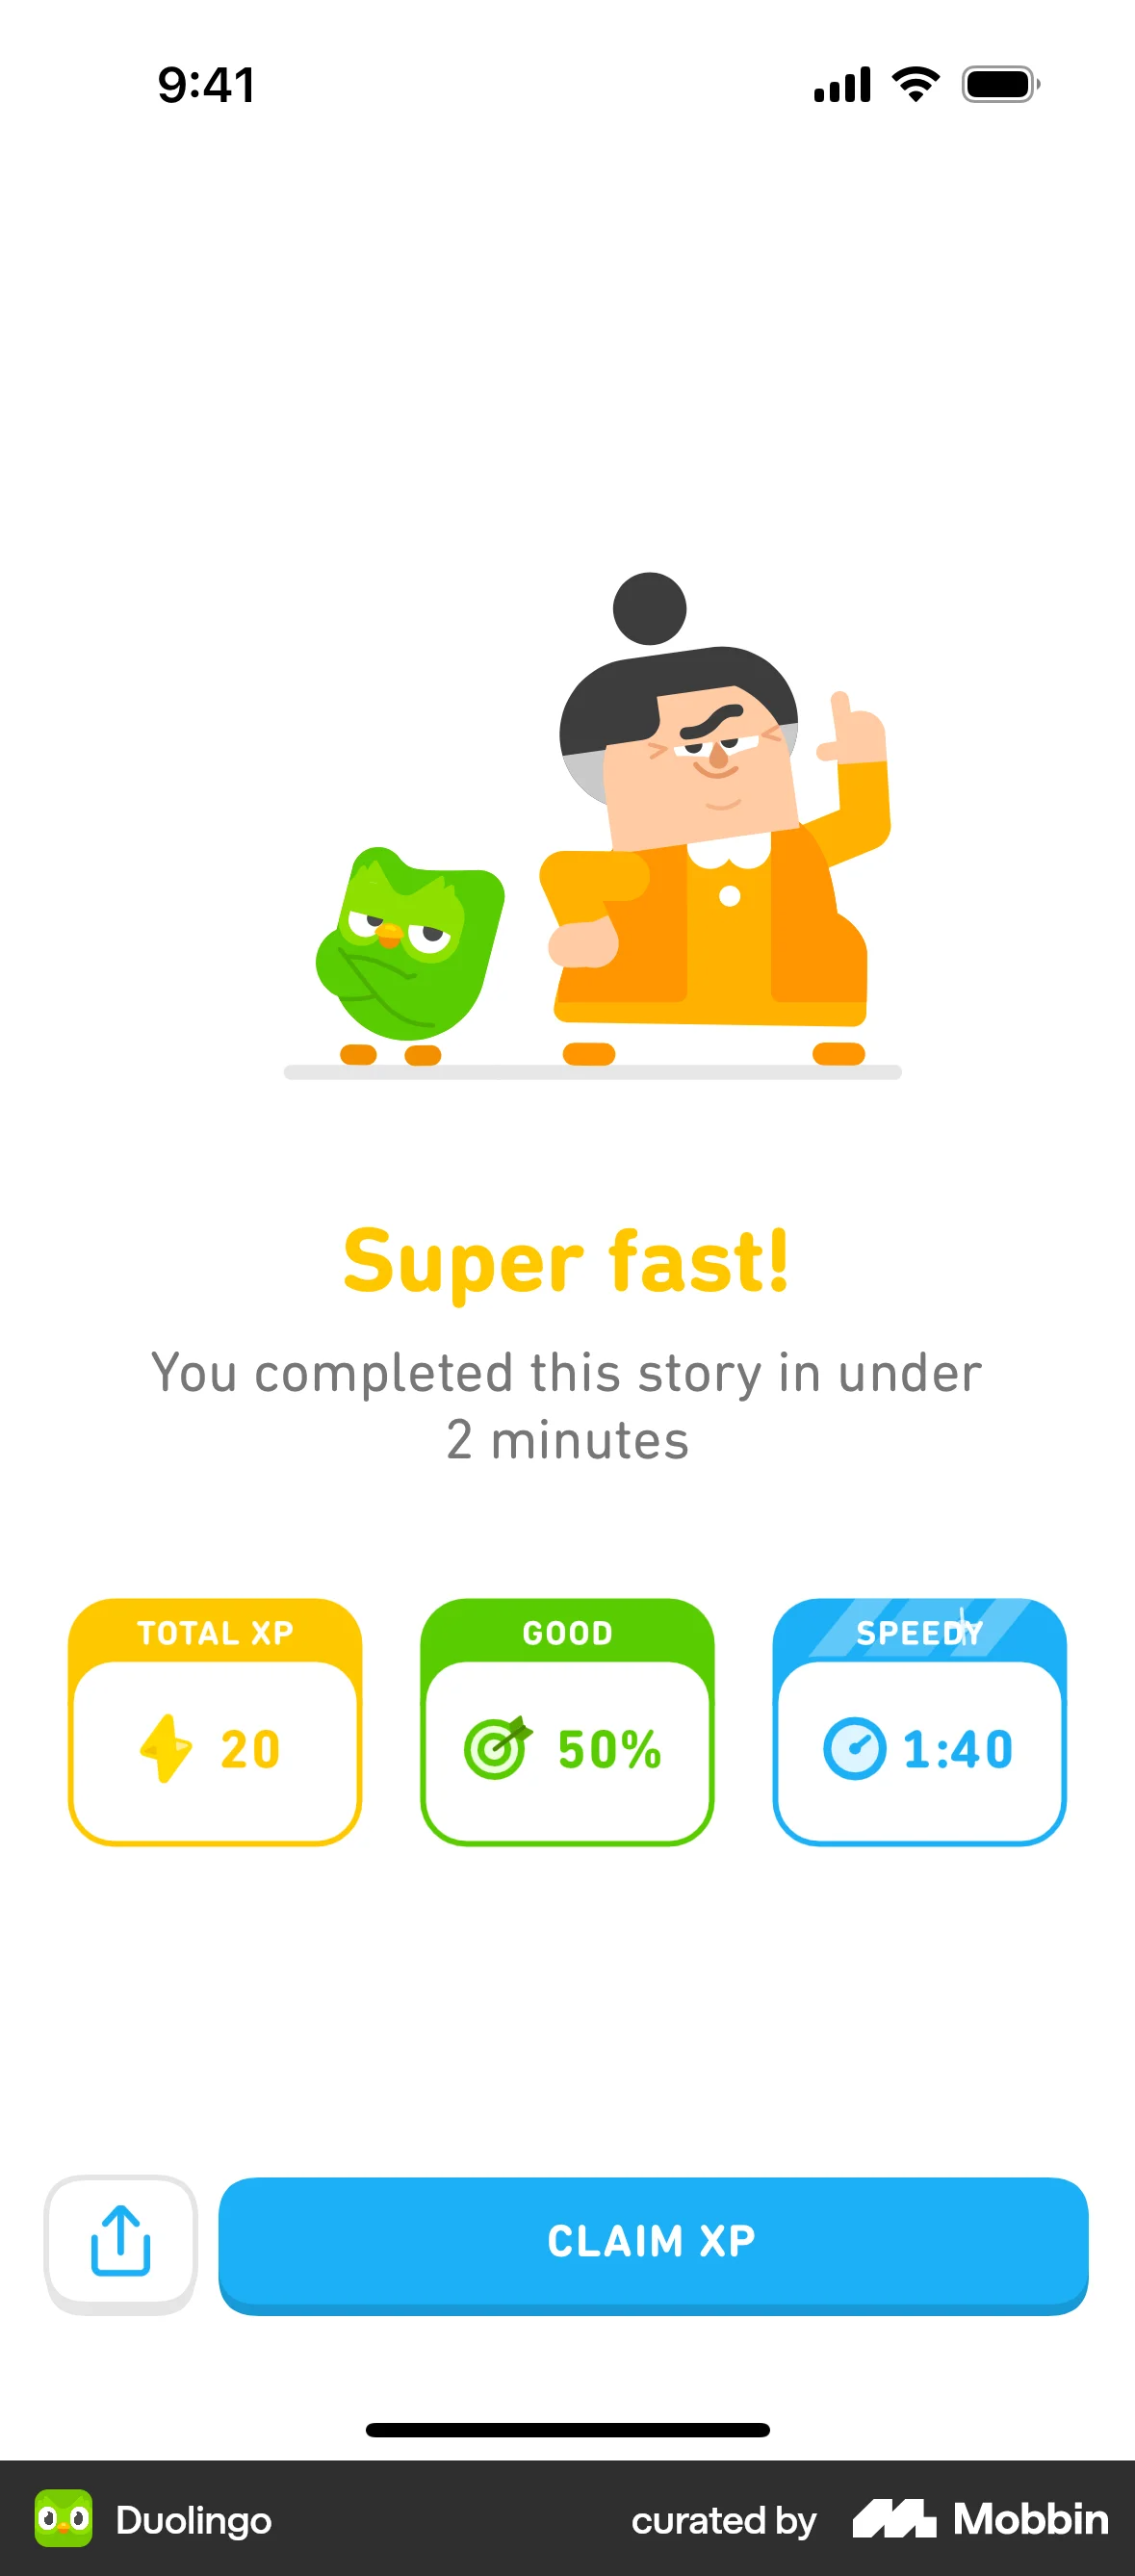 9:41
Super fast!
You completed this story in under
2 minutes
TOTAL XP
GOOD
SPEEDY
20
50%
1:40
CLAIM XP
Duolingo
curated by
Mobbin